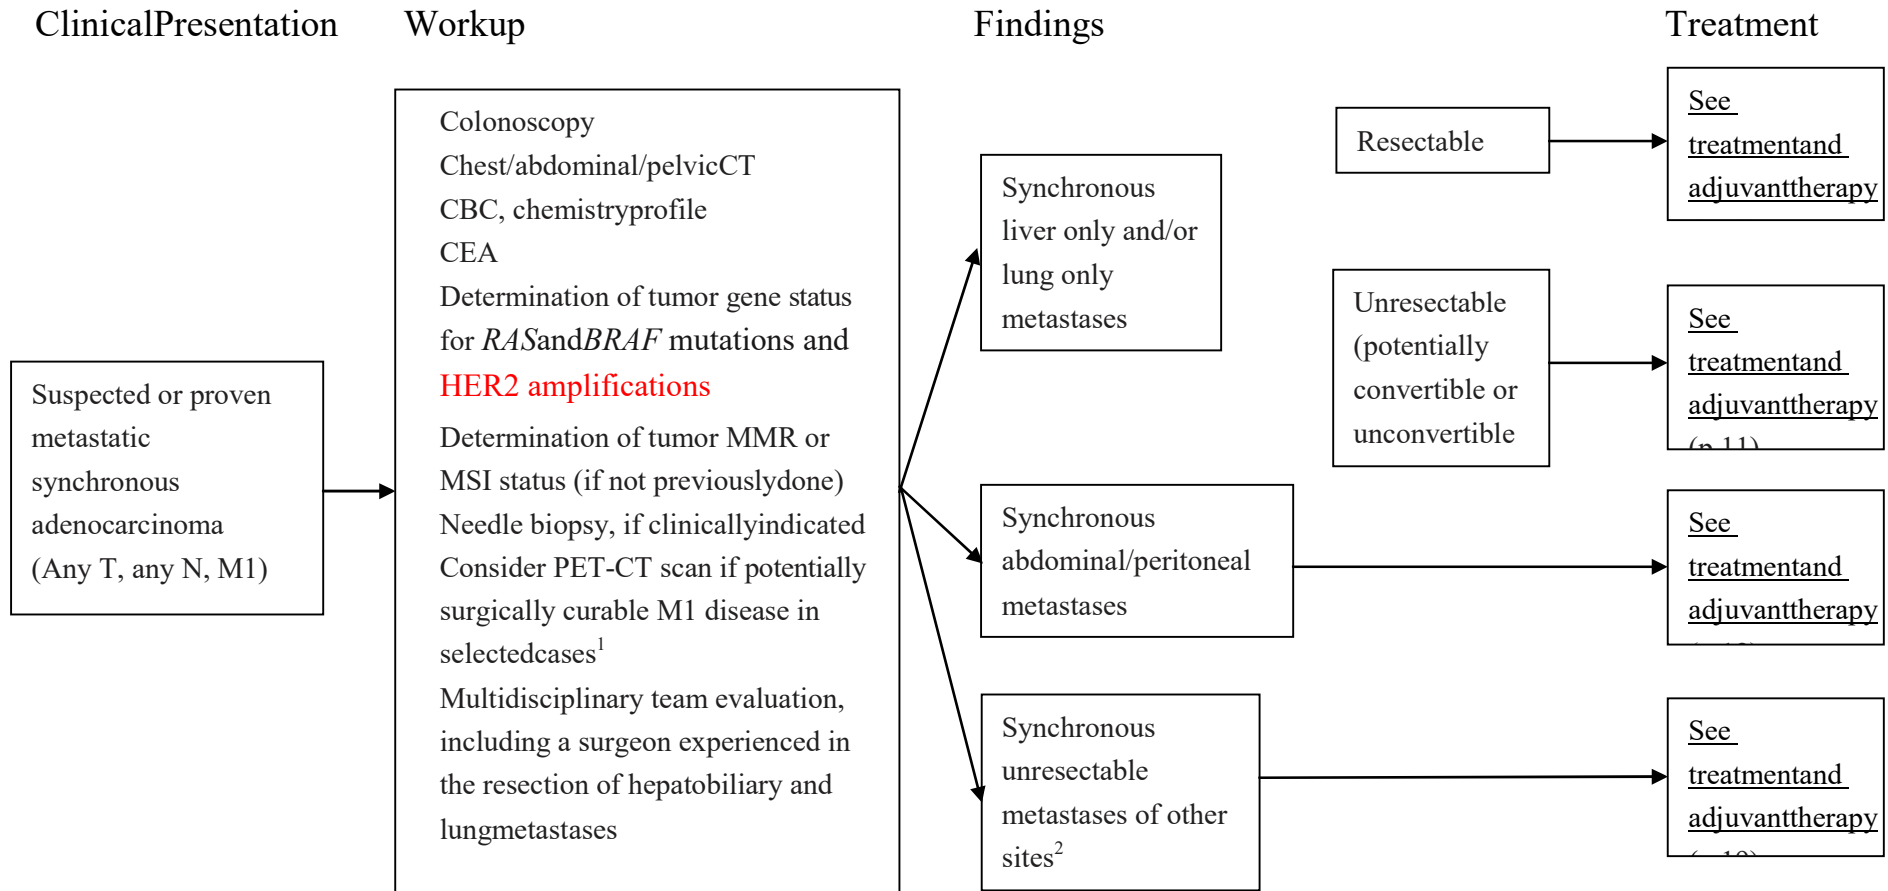 ClinicalPresentation
Workup
Findings
Treatment
Suspected or proven
metastatic
synchronous
adenocarcinoma
(Any T, any N, M1)
Colonoscopy
Chest/abdominal/pelvicCT
CBC, chemistryprofile
CEA
Determination of tumor gene status
for RASandBRAF mutations and
HER2 amplifications
Determination of tumor MMR or
MSI status (if not previouslydone)
Needle biopsy, if clinicallyindicated
Consider PET-CT scan if potentially
surgically curable M1 disease in
selectedcases1
Multidisciplinary team evaluation,
including a surgeon experienced in
the resection of hepatobiliary and
lungmetastases
Synchronous
liver only and/or
lung only
metastases
Resectable
See
treatmentand
adjuvanttherapy
Unresectable
(potentially
convertible or
unconvertible
See
treatmentand
adjuvanttherapy
(p.11)
Synchronous
abdominal/peritoneal
metastases
See
treatmentand
adjuvanttherapy
Synchronous
unresectable
metastases of other
sites2
See
treatmentand
adjuvanttherapy